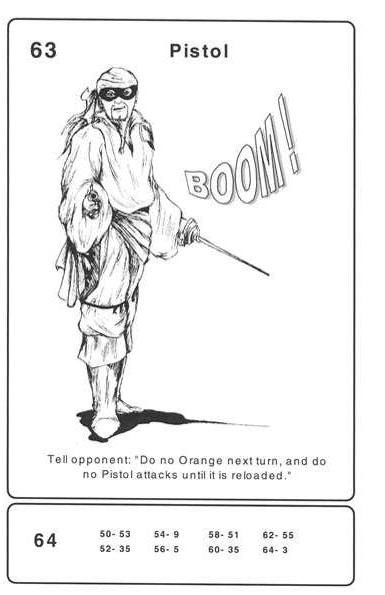 63 Pistol
BOOM!
Tell opponent: "Do no Orange next turn, and do
no Pistol attacks until it is reloaded."
64 50- 53 54- 9 58- 51 62- 55
52- 35 56- 5 60- 35 64- 3